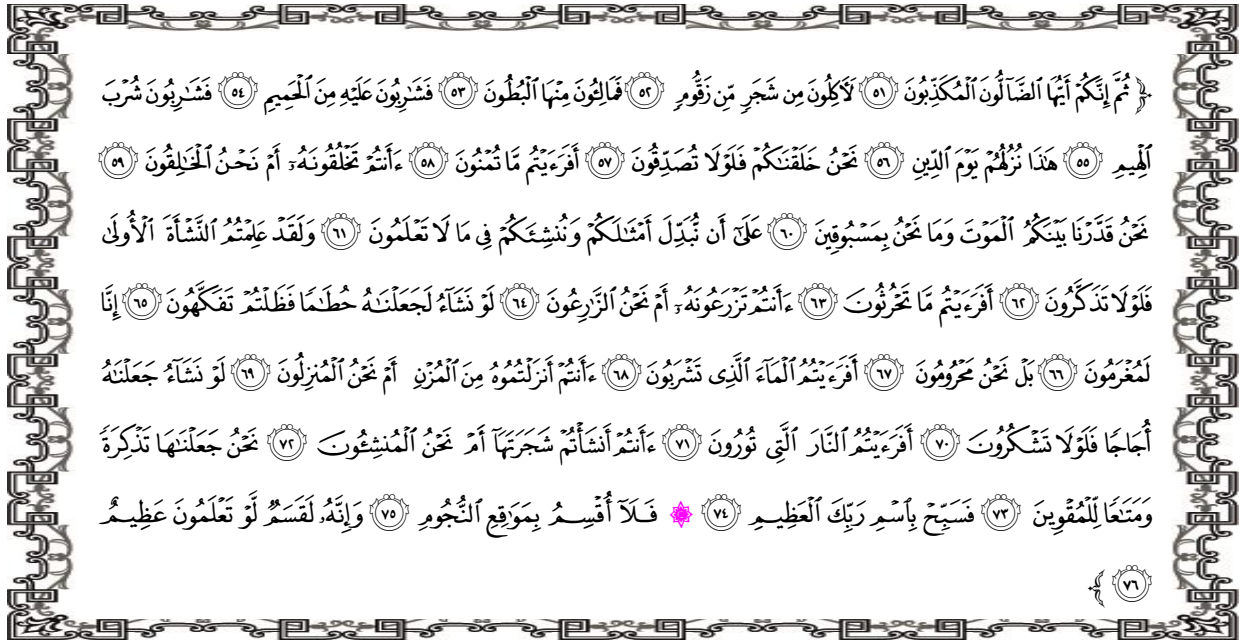 ﴿ ثُمَّ إِنَّكُمْ أَيُّهَا ٱلضَّآلُّونَ ٱلْمُكَذِّبُونَ ٥١ لَءَاكِلُونَ مِن شَجَرٍ مِّن زَقُّومٍ ٥٢ فَمَالِـُٔونَ مِنْهَا ٱلْبُطُونَ ٥٣ فَشَٰرِبُونَ عَلَيْهِ مِنَ ٱلْحَمِيمِ ٥٤ فَشَٰرِبُونَ شُرْبَ
ٱلْهِيمِ ٥٥ هَٰذَا نُزُلُهُمْ يَوْمَ ٱلدِّينِ ٥٦ نَحْنُ خَلَقْنَٰكُمْ فَلَوْلَا تُصَدِّقُونَ ٥٧ أَفَرَءَيْتُم مَّا تُمْنُونَ ٥٨ ءَأَنتُمْ تَخْلُقُونَهُۥٓ أَمْ نَحْنُ ٱلْخَٰلِقُونَ ٥٩
نَحْنُ قَدَّرْنَا بَيْنَكُمُ ٱلْمَوْتَ وَمَا نَحْنُ بِمَسْبُوقِينَ ٦٠ عَلَىٰٓ أَن نُّبَدِّلَ أَمْثَٰلَكُمْ وَنُنشِئَكُمْ فِى مَا لَا تَعْلَمُونَ ٦١ وَلَقَدْ عَلِمْتُمُ ٱلنَّشْأَةَ ٱلْأُولَىٰ
فَلَوْلَا تَذَكَّرُونَ ٦٢ أَفَرَءَيْتُم مَّا تَحْرُثُونَ ٦٣ ءَأَنتُمْ تَزْرَعُونَهُۥٓ أَمْ نَحْنُ ٱلزَّٰرِعُونَ ٦٤ لَوْ نَشَآءُ لَجَعَلْنَٰهُ حُطَٰمًا فَظَلْتُمْ تَفَكَّهُونَ ٦٥ إِنَّا
لَمُغْرَمُونَ ٦٦ بَلْ نَحْنُ مَحْرُومُونَ ٦٧ أَفَرَءَيْتُمُ ٱلْمَآءَ ٱلَّذِى تَشْرَبُونَ ٦٨ ءَأَنتُمْ أَنزَلْتُمُوهُ مِنَ ٱلْمُزْنِ أَمْ نَحْنُ ٱلْمُنزِلُونَ ٦٩ لَوْ نَشَآءُ جَعَلْنَٰهُ
أُجَاجًا فَلَوْلَا تَشْكُرُونَ ٧٠ أَفَرَءَيْتُمُ ٱلنَّارَ ٱلَّتِى تُورُونَ ٧١ ءَأَنتُمْ أَنشَأْتُمْ شَجَرَتَهَآ أَمْ نَحْنُ ٱلْمُنشِـُٔونَ ٧٢ نَحْنُ جَعَلْنَٰهَا تَذْكِرَةً
وَمَتَٰعًا لِّلْمُقْوِينَ ٧٣ فَسَبِّحْ بِٱسْمِ رَبِّكَ ٱلْعَظِيمِ ٧٤ ۞ فَلَآ أُقْسِمُ بِمَوَٰقِعِ ٱلنُّجُومِ ٧٥ وَإِنَّهُۥ لَقَسَمٌ لَّوْ تَعْلَمُونَ عَظِيمٌ
٧٦ ﴾